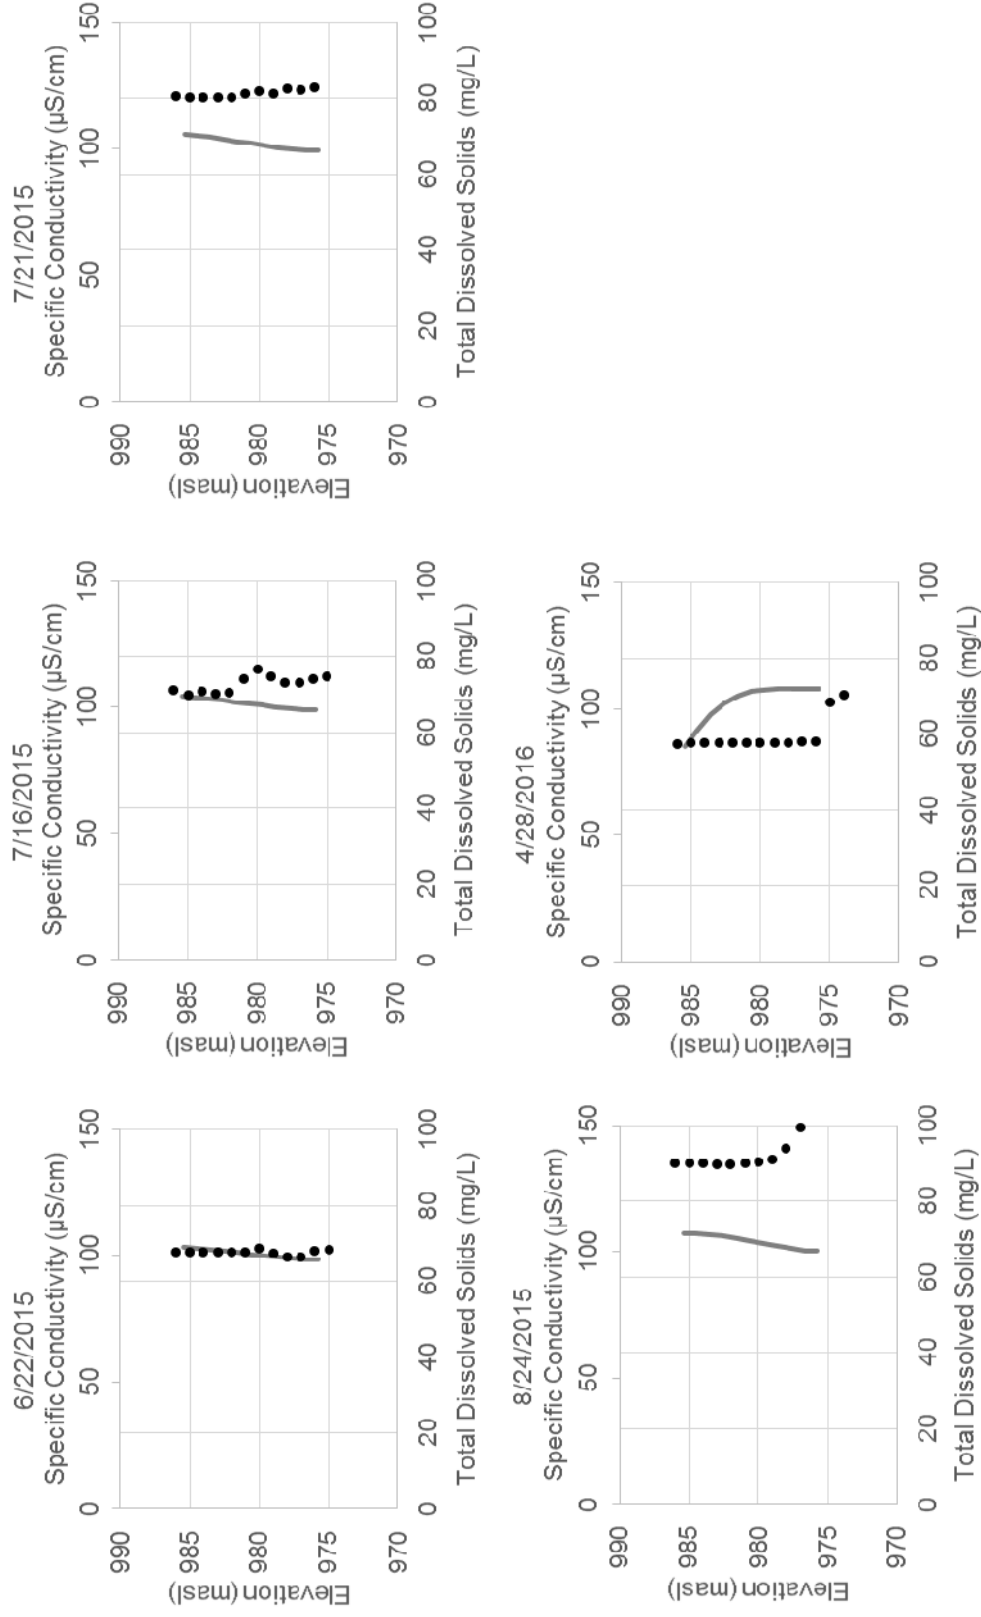 6/22/2015
Specific Conductivity (µS/cm)
0 50 100 150
Elevation (masl)
990
985
980
975
970
0 20 40 60 80 100
Total Dissolved Solids (mg/L)
7/16/2015
Specific Conductivity (µS/cm)
0 50 100 150
Elevation (masl)
990
985
980
975
970
0 20 40 60 80 100
Total Dissolved Solids (mg/L)
7/21/2015
Specific Conductivity (µS/cm)
0 50 100 150
Elevation (masl)
990
985
980
975
970
0 20 40 60 80 100
Total Dissolved Solids (mg/L)
8/24/2015
Specific Conductivity (µS/cm)
0 50 100 150
Elevation (masl)
990
985
980
975
970
0 20 40 60 80 100
Total Dissolved Solids (mg/L)
4/28/2016
Specific Conductivity (µS/cm)
0 50 100 150
Elevation (masl)
990
985
980
975
970
0 20 40 60 80 100
Total Dissolved Solids (mg/L)